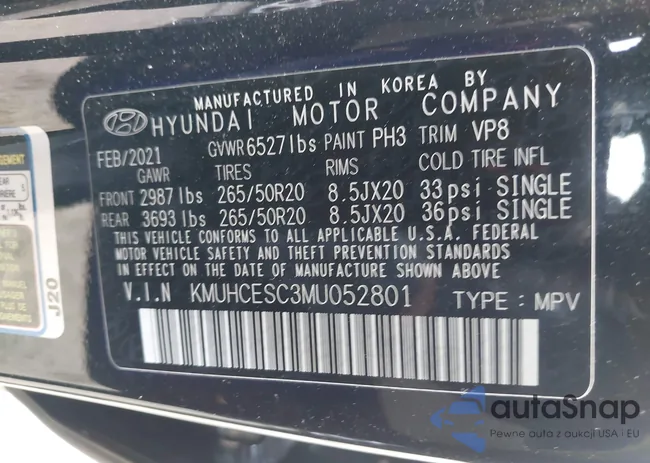 MANUFACTURED IN KOREA BY
HYUNDAI MOTOR COMPANY
FEB/2021 GVWR 6527 lbs PAINT PH3 TRIM VP8
GAWR TIRES RIMS COLD TIRE INFL
FRONT 2987 lbs 265/50R20 8.5JX20 33 psi SINGLE
REAR 3693 lbs 265/50R20 8.5JX20 36 psi SINGLE
THIS VEHICLE CONFORMS TO ALL APPLICABLE U.S.A. FEDERAL
MOTOR VEHICLE SAFETY AND THEFT PREVENTION STANDARDS
IN EFFECT ON THE DATE OF MANUFACTURE SHOWN ABOVE
V.I.N KMUHCESC3MU052801 TYPE : MPV
J20
autaSnap
Pewne auta z aukcji USA i EU